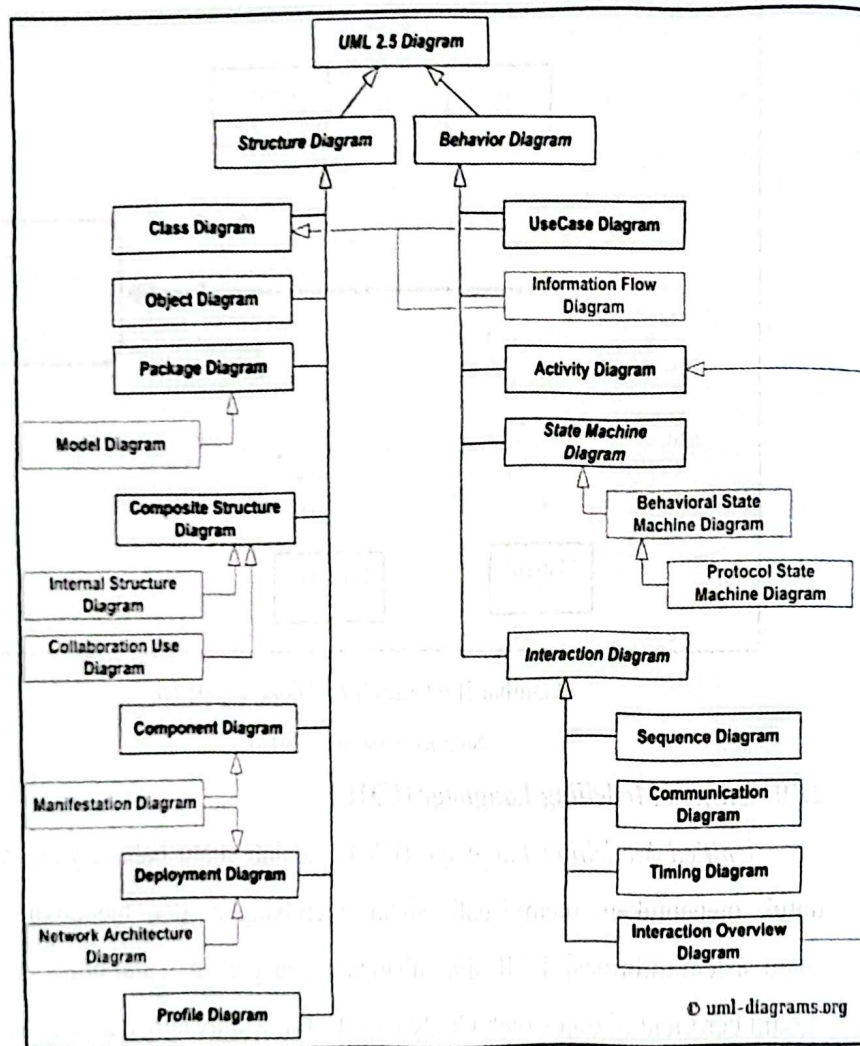 UML 2.5 Diagram
Structure Diagram
Behavior Diagram
Class Diagram
UseCase Diagram
Object Diagram
Information Flow
Diagram
Package Diagram
Activity Diagram
Model Diagram
State Machine
Diagram
Composite Structure
Diagram
Behavioral State
Machine Diagram
Internal Structure
Diagram
Protocol State
Machine Diagram
Collaboration Use
Diagram
Interaction Diagram
Component Diagram
Sequence Diagram
Manifestation Diagram
Communication
Diagram
Deployment Diagram
Timing Diagram
Network Architecture
Diagram
Interaction Overview
Diagram
Profile Diagram
© uml-diagrams.org